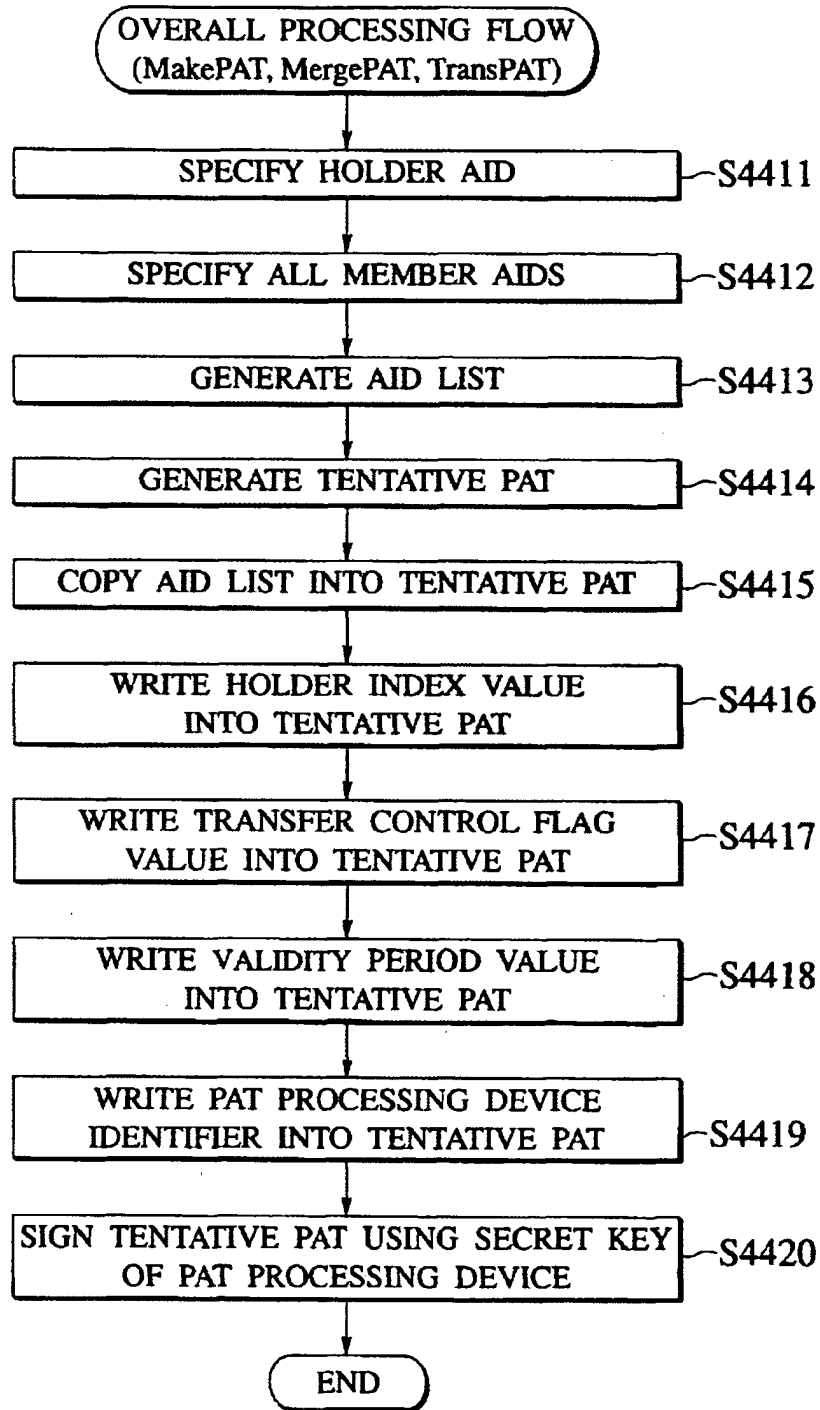 OVERALL PROCESSING FLOW
(MakePAT, MergePAT, TransPAT)
SPECIFY HOLDER AID
S4411
SPECIFY ALL MEMBER AIDS
S4412
GENERATE AID LIST
S4413
GENERATE TENTATIVE PAT
S4414
COPY AID LIST INTO TENTATIVE PAT
S4415
WRITE HOLDER INDEX VALUE
INTO TENTATIVE PAT
S4416
WRITE TRANSFER CONTROL FLAG
VALUE INTO TENTATIVE PAT
S4417
WRITE VALIDITY PERIOD VALUE
INTO TENTATIVE PAT
S4418
WRITE PAT PROCESSING DEVICE
IDENTIFIER INTO TENTATIVE PAT
S4419
SIGN TENTATIVE PAT USING SECRET KEY
OF PAT PROCESSING DEVICE
S4420
END